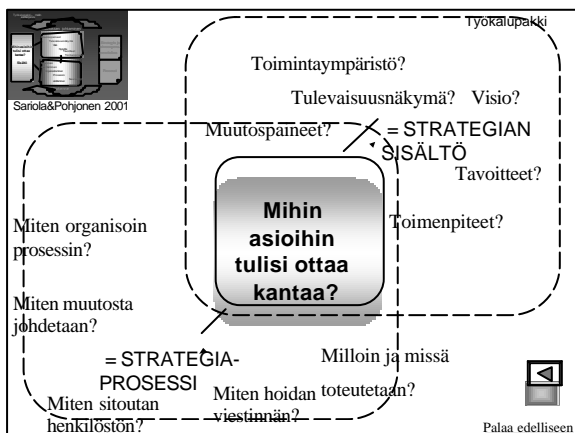 Työkalupakki
Sariola&Pohjonen 2001
Toimintaympäristö?
Tulevaisuusnäkymä? Visio?
Muutospaineet?
= STRATEGIAN
SISÄLTÖ
Tavoitteet?
Toimenpiteet?
Mihin
asioihin
tulisi ottaa
kantaa?
Miten organisoin
prosessin?
Miten muutosta
johdetaan?
= STRATEGIA-
PROSESSI
Miten sitoutan
henkilöstön?
Miten hoidan
viestinnän?
Milloin ja missä
toteutetaan?
Palaa edelliseen